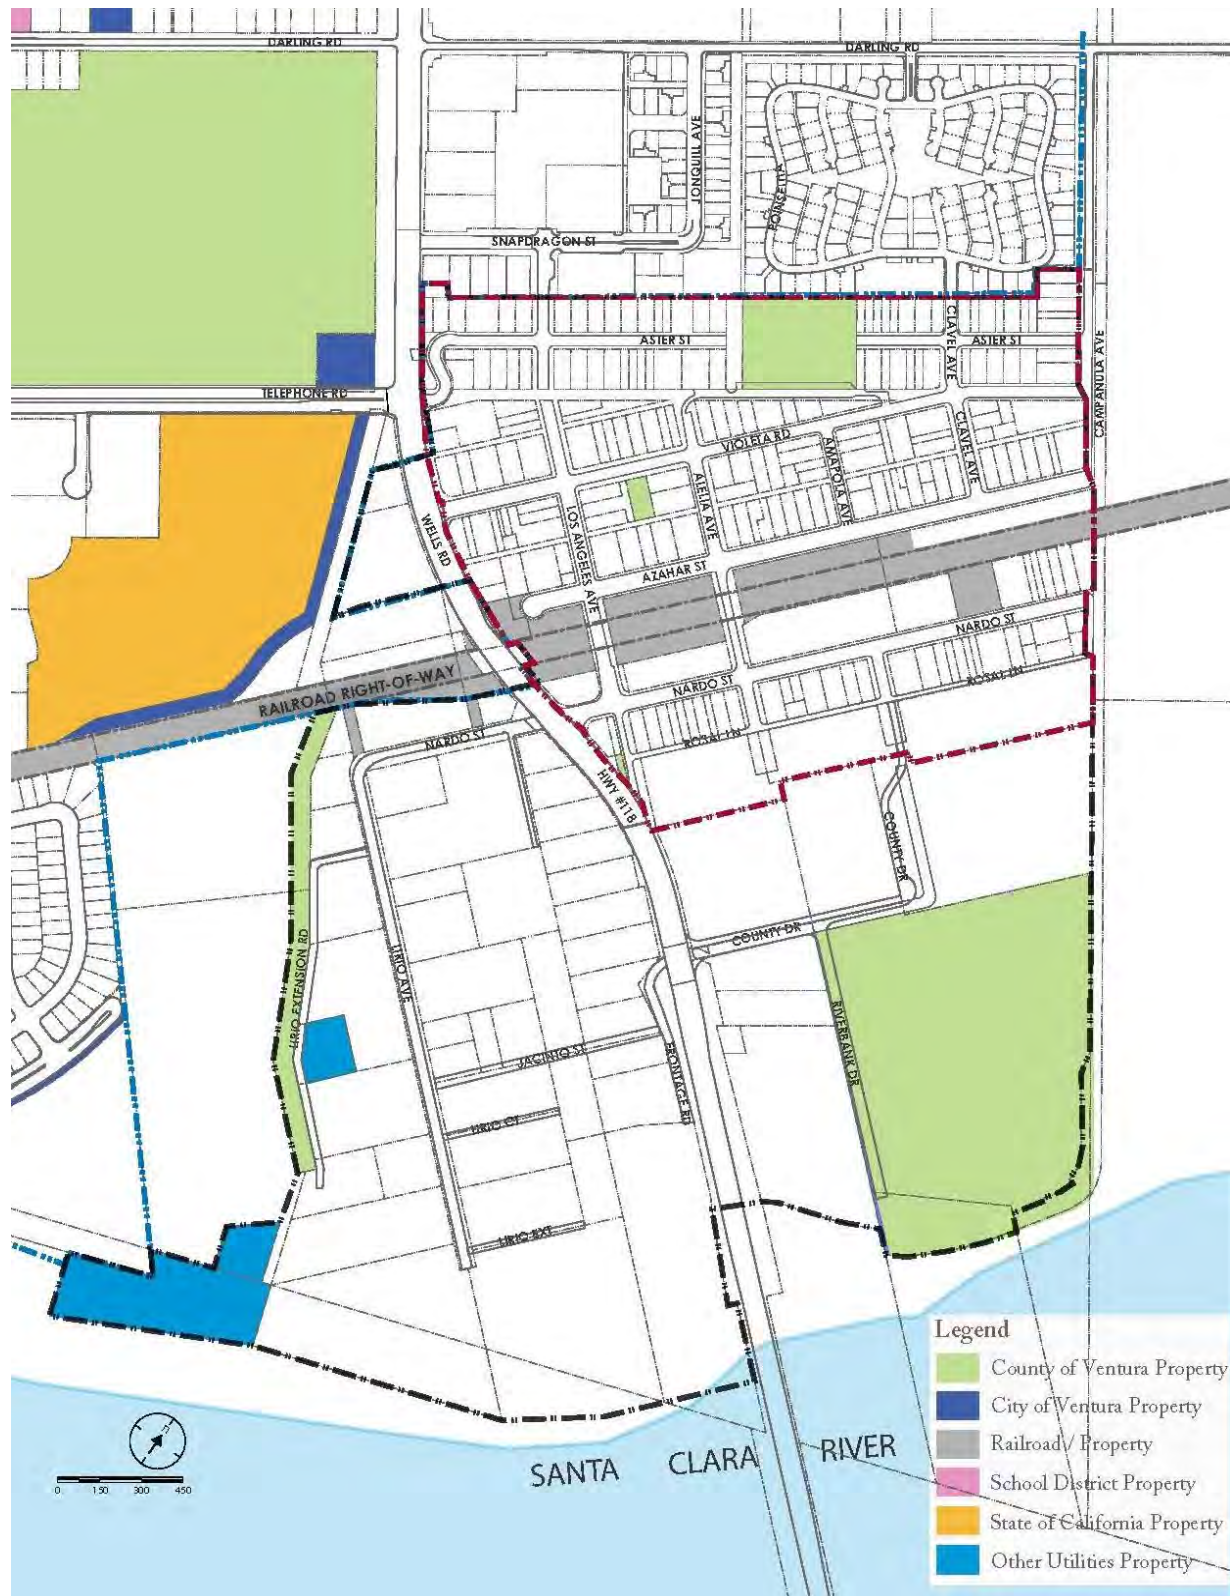 DARLING RD
DARLING RD
JONQUILL AVE
POINSETTIA
SNAPDRAGON ST
ASTER ST
CLAVEL AVE
ASTER ST
CAMPANULA AVE
TELEPHONE RD
VIOLETA RD
AMAPOLA AVE
CLAVEL AVE
ALELIA AVE
WELLS RD
LOS ANGELES AVE
AZAHAR ST
NARDO ST
RAILROAD RIGHT-OF-WAY
NARDO ST
ROSAL LN
NARDO ST
ROSAL LN
HWY #118
COUNTY DR
COUNTY DR
LIRIO EXTENSION RD
LIRIO AVE
RIVERBANK DR
JACINTO ST
FRONTAGE RD
LIRIO CT
LIRIO EXT
SANTA CLARA RIVER
0 150 300 450
Legend
County of Ventura Property
City of Ventura Property
Railroad / Property
School District Property
State of California Property
Other Utilities Property